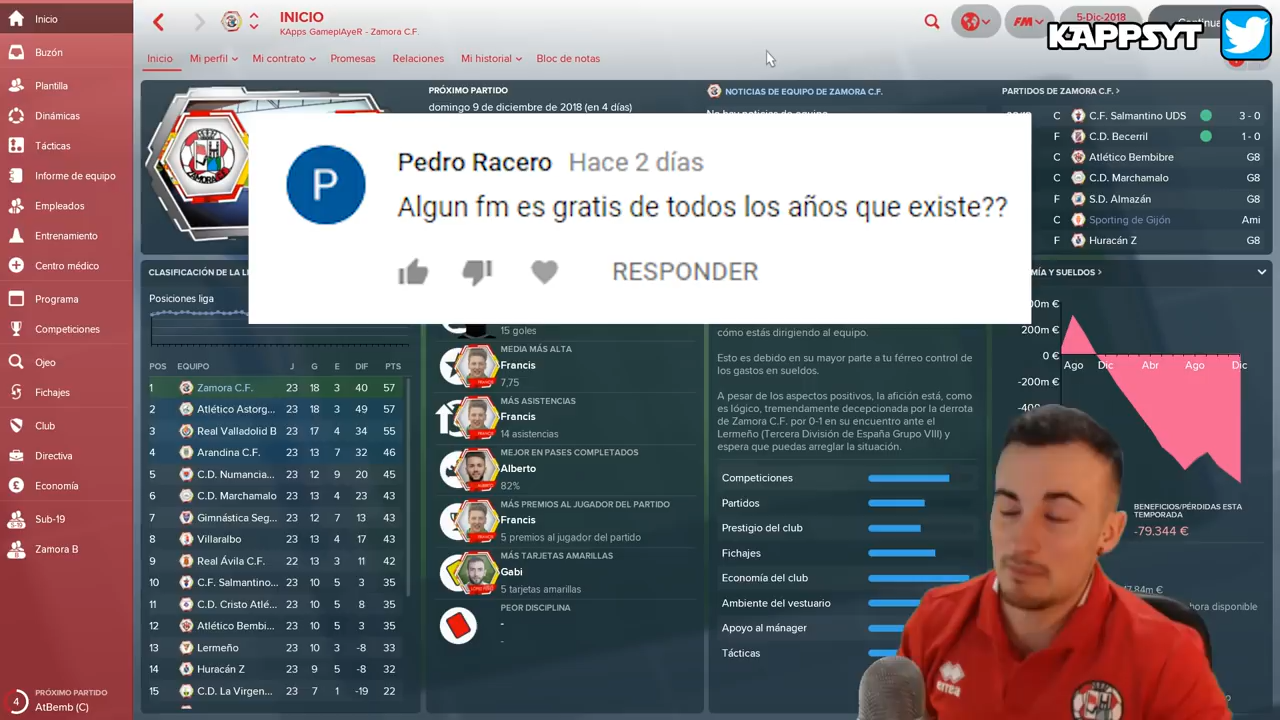 Inicio
Buzón
Plantilla
Dinámicas
Tácticas
Informe de equipo
Empleados
Entrenamiento
Centro médico
Programa
Competiciones
Ojeo
Fichajes
Club
Directiva
Economía
Sub-19
Zamora B
4
PRÓXIMO PARTIDO
AtBemb (C)
INICIO
KApps GameplAyeR - Zamora C.F.
FM
5-Dic-2018
KAPPSYT
Inicio
Mi perfil
Mi contrato
Promesas
Relaciones
Mi historial
Bloc de notas
PRÓXIMO PARTIDO
domingo 9 de diciembre de 2018 (en 4 días)
NOTICIAS DE EQUIPO DE ZAMORA C.F.
PARTIDOS DE ZAMORA C.F. >
C C.F. Salmantino UDS 3 - 0
F C.D. Becerril 1 - 0
C Atlético Bembibre G8
C C.D. Marchamalo G8
F S.D. Almazán G8
C Sporting de Gijón Ami
F Huracán Z G8
P
Pedro Racero Hace 2 días
Algun fm es gratis de todos los años que existe??
RESPONDER
CLASIFICACIÓN DE LA
Posiciones liga
POS EQUIPO J G E DIF PTS
1 Zamora C.F. 23 18 3 40 57
2 Atlético Astorg... 23 18 3 49 57
3 Real Valladolid B 23 17 4 34 55
4 Arandina C.F. 23 13 7 32 46
5 C.D. Numancia... 23 12 9 20 45
6 C.D. Marchamalo 23 13 4 23 43
7 Gimnástica Seg... 23 12 7 13 43
8 Villaralbo 23 13 4 17 43
9 Real Ávila C.F. 22 13 3 11 42
10 C.F. Salmantino... 23 10 5 3 35
11 C.D. Cristo Atlé... 23 10 5 8 35
12 Atlético Bembi... 23 10 5 3 35
13 Lermeño 23 10 3 -8 33
14 Huracán Z 23 9 5 -8 32
15 C.D. La Virgen... 23 7 1 -19 22
15 goles
MEDIA MÁS ALTA
Francis
7,75
MÁS ASISTENCIAS
Francis
14 asistencias
MEJOR EN PASES COMPLETADOS
Alberto
82%
MÁS PREMIOS AL JUGADOR DEL PARTIDO
Francis
5 premios al jugador del partido
MÁS TARJETAS AMARILLAS
Gabi
5 tarjetas amarillas
PEOR DISCIPLINA
-
-
cómo estás dirigiendo al equipo.
Esto es debido en su mayor parte a tu férreo control de
los gastos en sueldos.
A pesar de los aspectos positivos, la afición está, como
es lógico, tremendamente decepcionada por la derrota
de Zamora C.F. por 0-1 en su encuentro ante el
Lermeño (Tercera División de España Grupo VIII) y
espera que puedas arreglar la situación.
Competiciones
Partidos
Prestigio del club
Fichajes
Economía del club
Ambiente del vestuario
Apoyo al mánager
Tácticas
Y SUELDOS >
200m €
0 €
-200m €
Ago Dic Abr Ago Dic
BENEFICIOS/PÉRDIDAS ESTA
TEMPORADA
-79.344 €
disponible